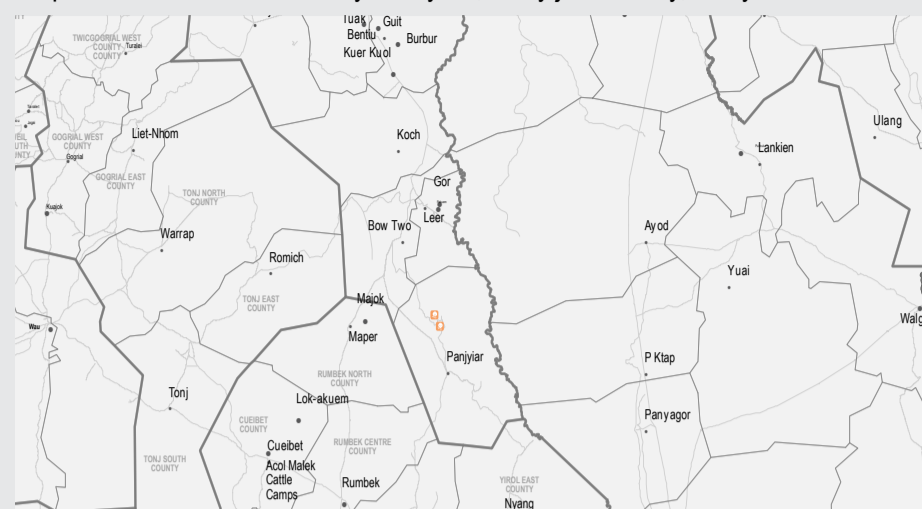 Tuak
Guit
Bentiu
Burbur
Kuer Kuol
TWICGOGRIAL WEST
COUNTY
COUNTY
Turalei
Ulang
Liet-Nhom
Koch
Lankien
GOGRIAL WEST
COUNTY
Gogrial
GOGRIAL EAST
COUNTY
Gor
TONJ NORTH
COUNTY
Kuajok
Leer
Bow Two
Ayod
Warrap
Romich
Yuai
TONJ EAST
COUNTY
Majok
Walg
Wau
Maper
Panjyiar
P Ktap
RUMBEK NORTH
COUNTY
Tonj
Lok-akuem
Panyagor
CUEIBET
COUNTY
RUMBEK CENTRE
COUNTY
Cueibet
TONJ SOUTH
COUNTY
Acol Malek
Cattle
Camps
Rumbek
YIROL EAST
COUNTY
Nyang